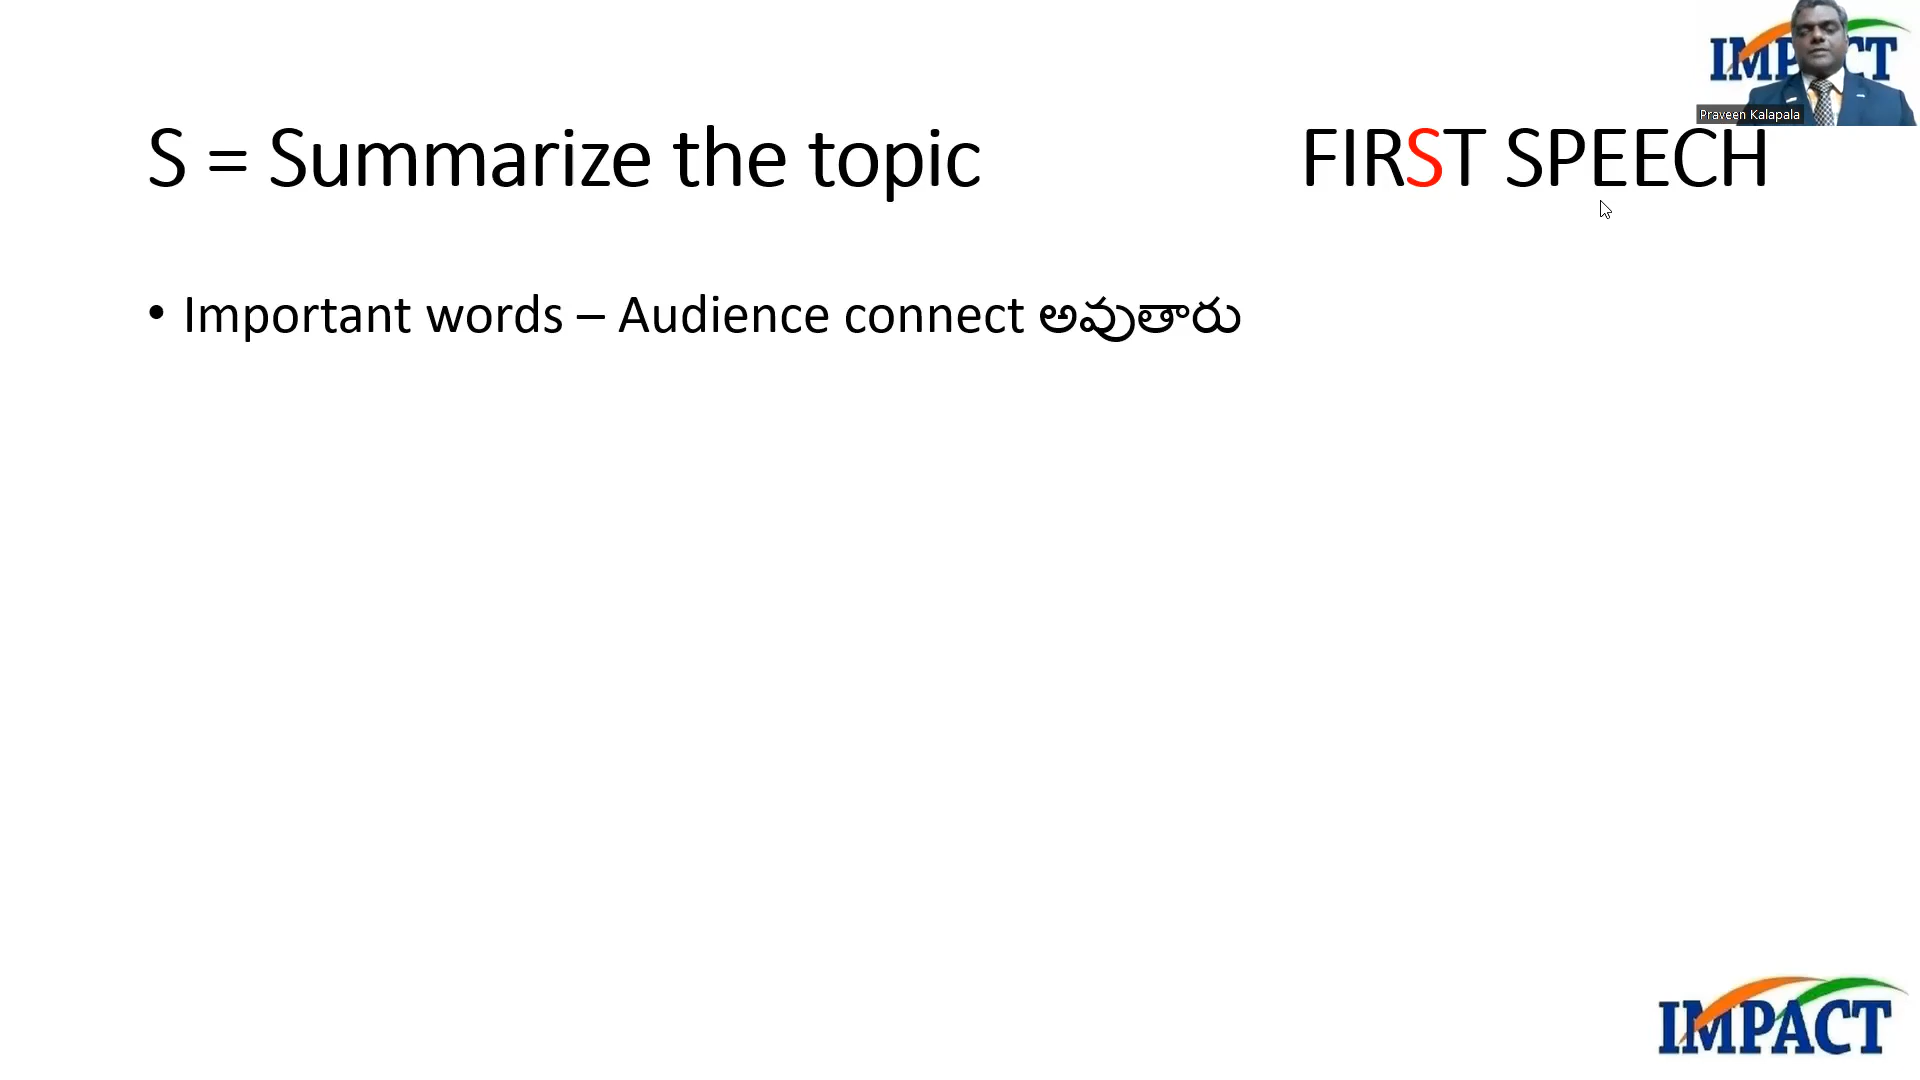 IMPACT
Praveen Kalapala
S = Summarize the topic
FIRST SPEECH
• Important words – Audience connect అవుతారు
IMPACT